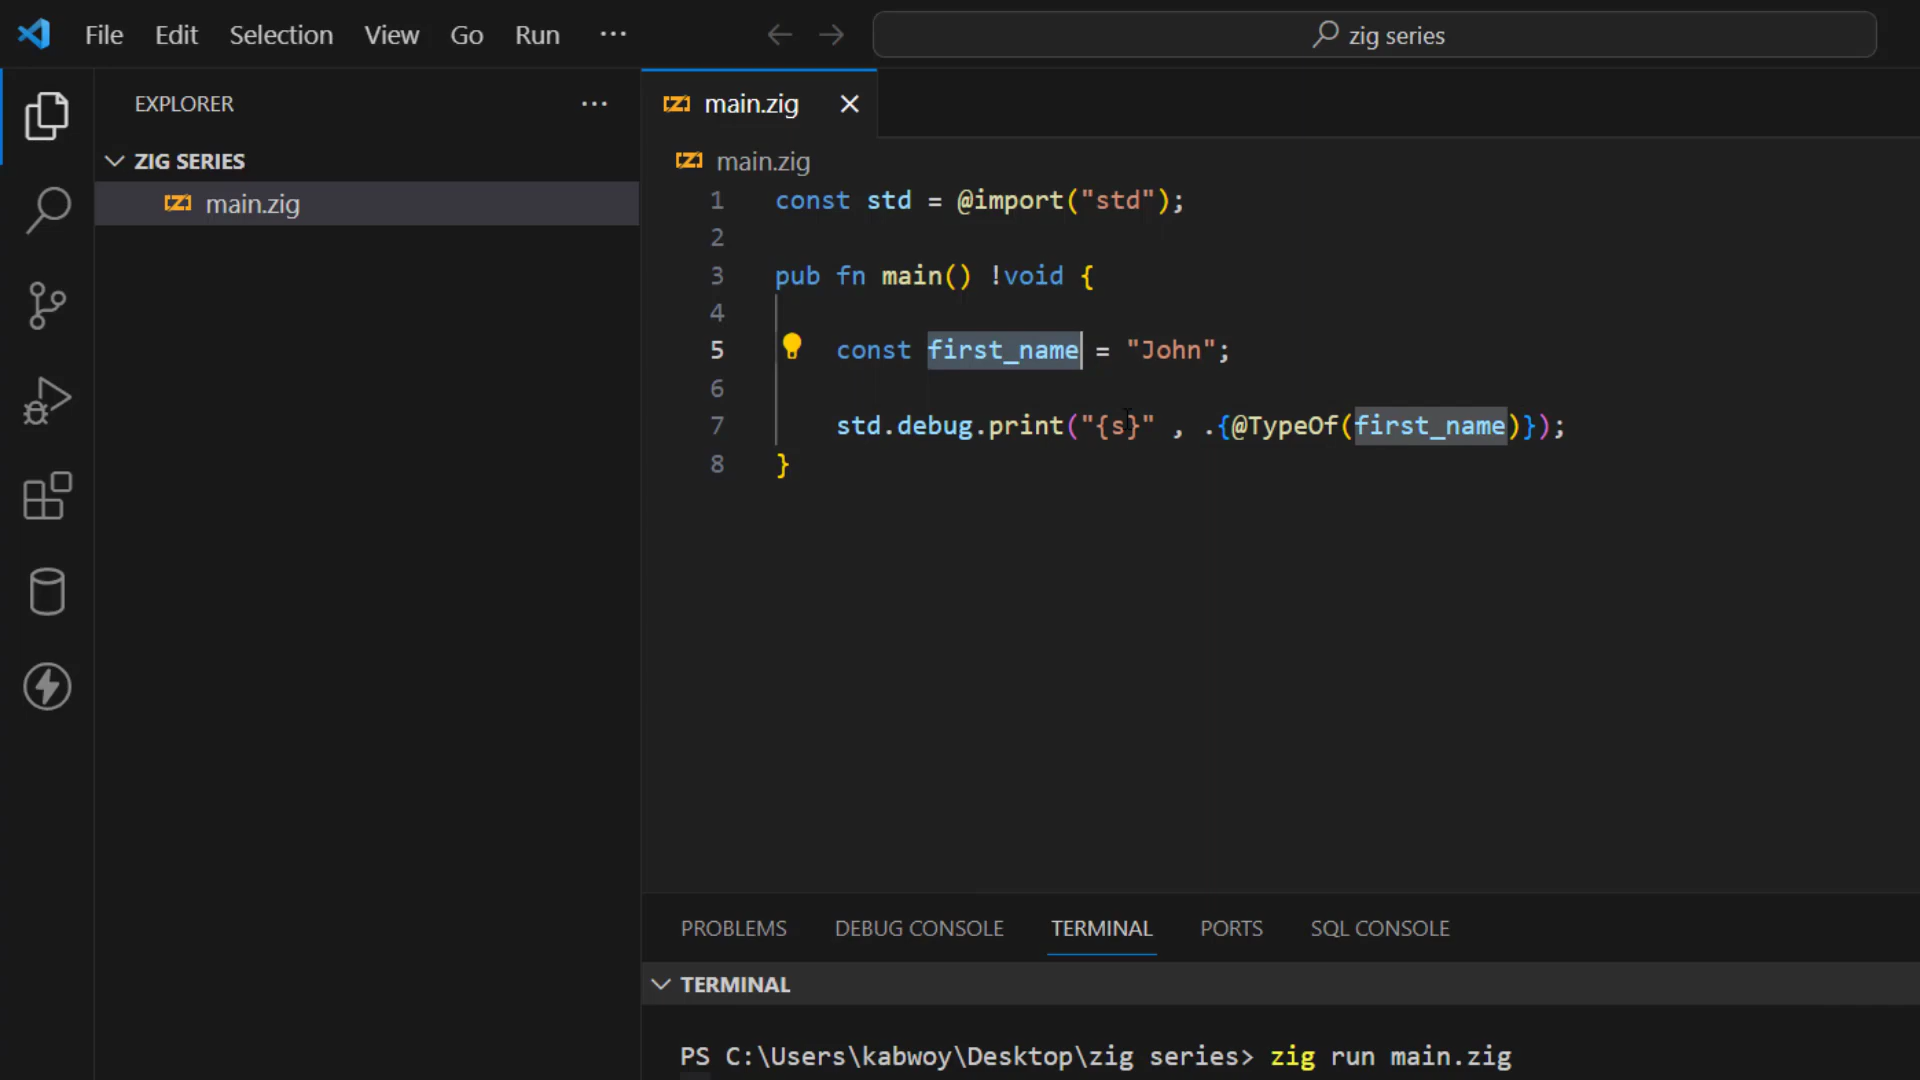 File Edit Selection View Go Run ···
zig series
EXPLORER ···
ZIG SERIES
main.zig
main.zig
main.zig
1 const std = @import("std");
2
3 pub fn main() !void {
4
5 const first_name = "John";
6
7 std.debug.print("{s}" , .{@TypeOf(first_name)});
8 }
PROBLEMS DEBUG CONSOLE TERMINAL PORTS SQL CONSOLE
TERMINAL
PS C:\Users\kabwoy\Desktop\zig series> zig run main.zig